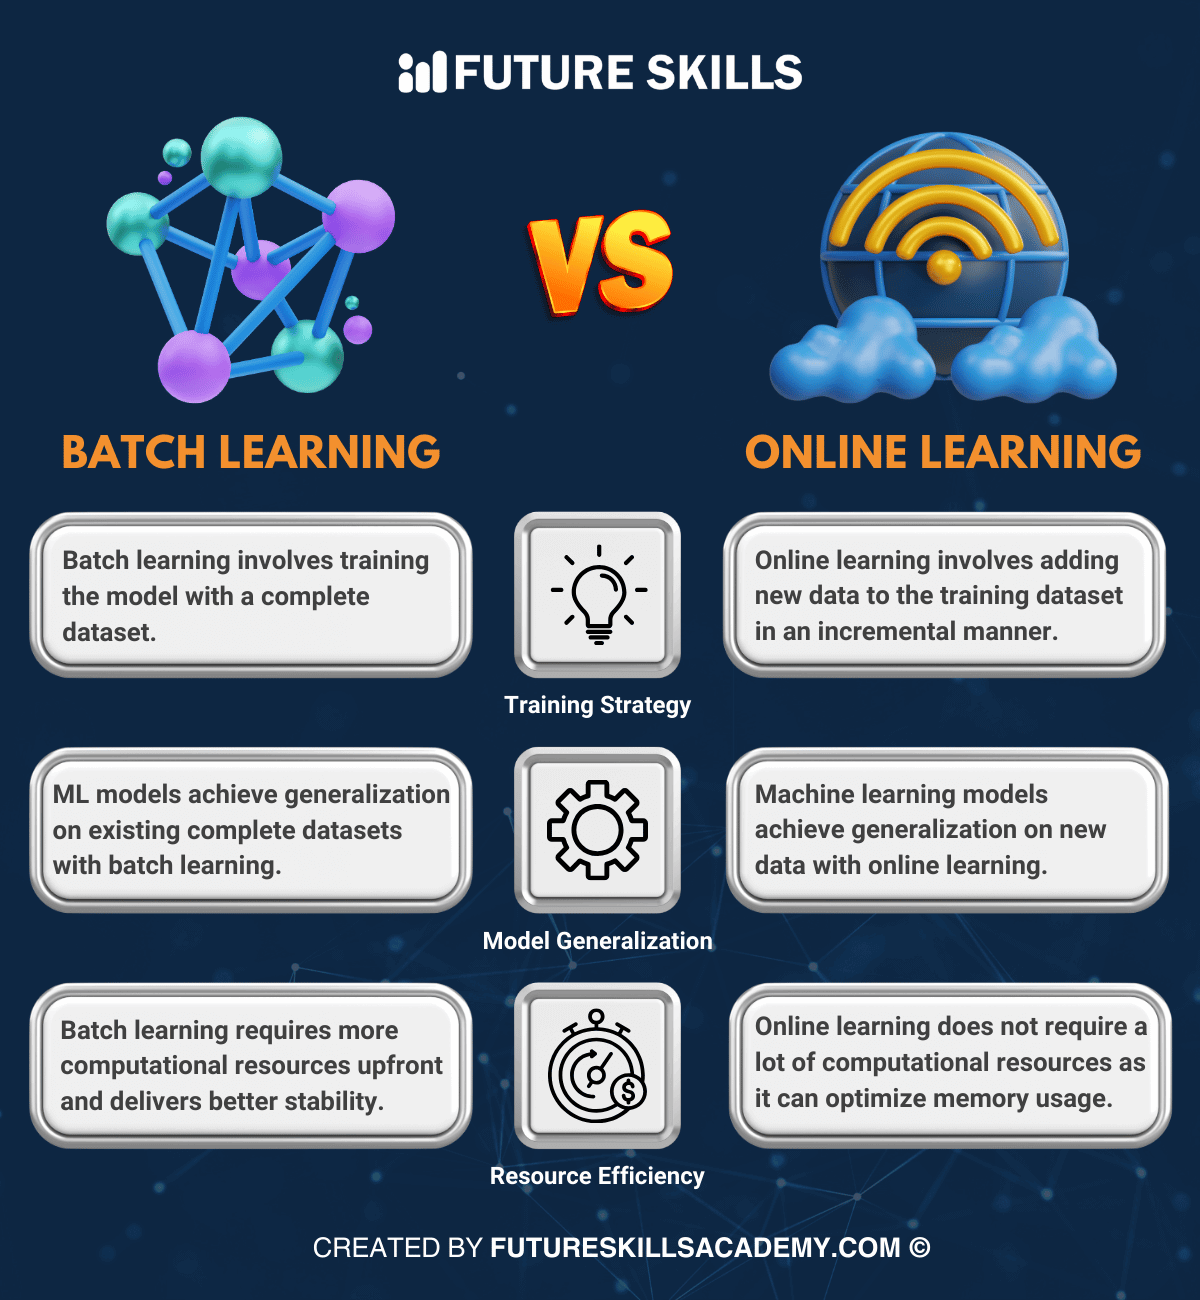 FUTURE SKILLS
VS
BATCH LEARNING
ONLINE LEARNING
Batch learning involves training
the model with a complete
dataset.
Training Strategy
Online learning involves adding
new data to the training dataset
in an incremental manner.
ML models achieve generalization
on existing complete datasets
with batch learning.
Model Generalization
Machine learning models
achieve generalization on new
data with online learning.
Batch learning requires more
computational resources upfront
and delivers better stability.
$
Resource Efficiency
Online learning does not require a
lot of computational resources as
it can optimize memory usage.
CREATED BY FUTURESKILLSACADEMY.COM ©